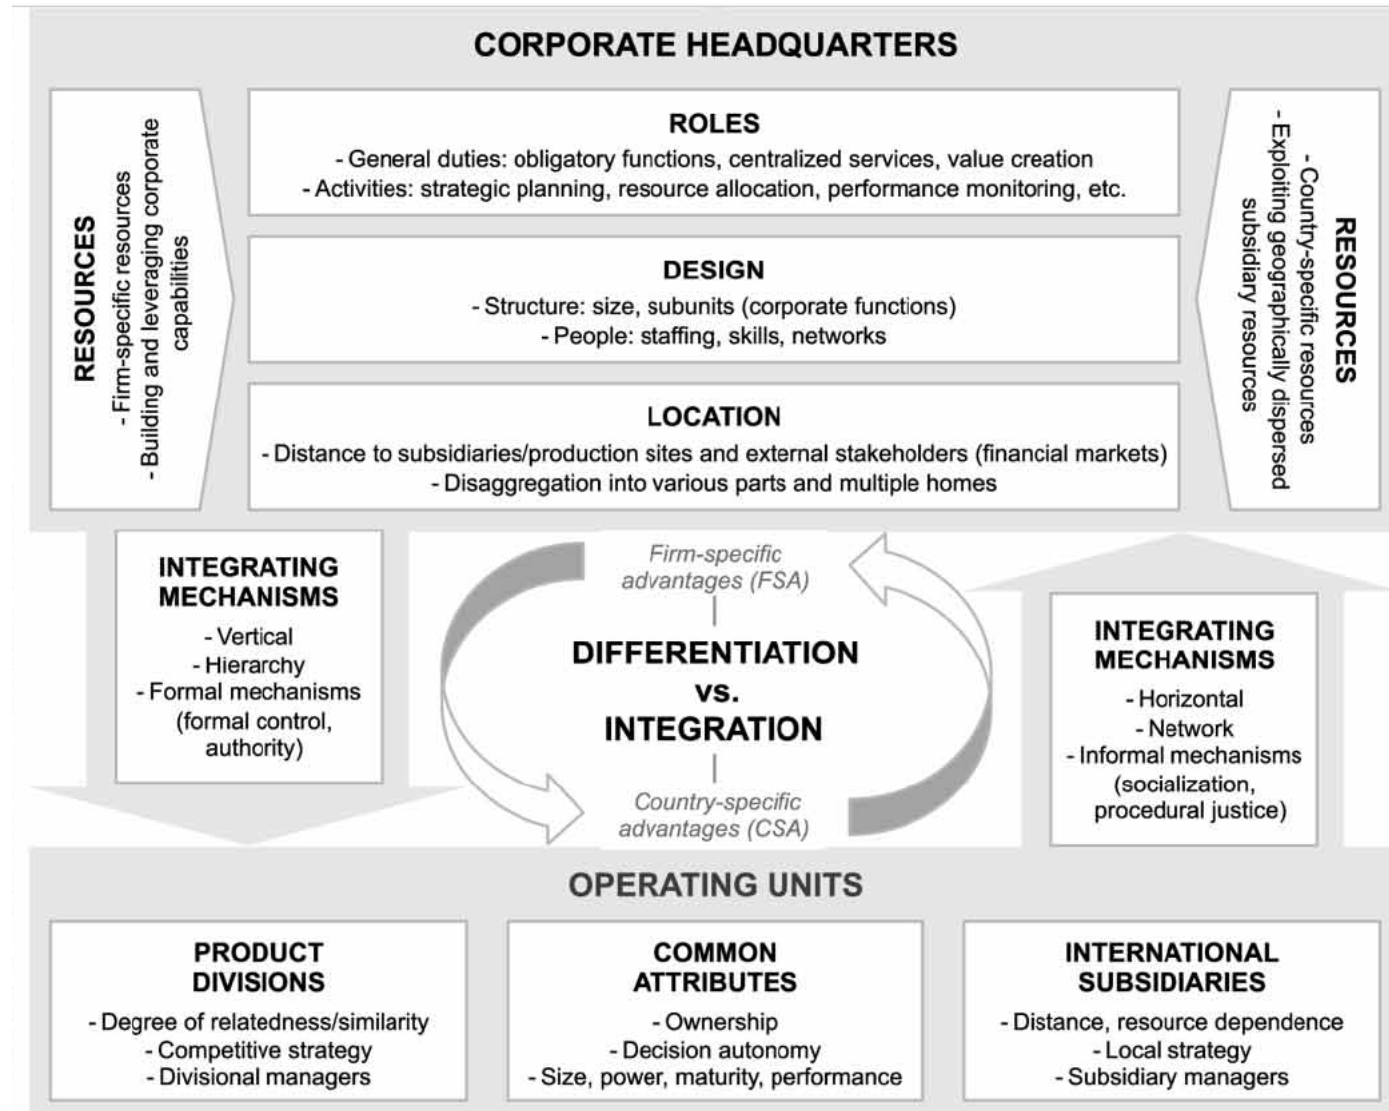 CORPORATE HEADQUARTERS
RESOURCES
- Firm-specific resources
- Building and leveraging corporate
capabilities
ROLES
- General duties: obligatory functions, centralized services, value creation
- Activities: strategic planning, resource allocation, performance monitoring, etc.
DESIGN
- Structure: size, subunits (corporate functions)
- People: staffing, skills, networks
LOCATION
- Distance to subsidiaries/production sites and external stakeholders (financial markets)
- Disaggregation into various parts and multiple homes
RESOURCES
- Country-specific resources
- Exploiting geographically dispersed
subsidiary resources
INTEGRATING
MECHANISMS
- Vertical
- Hierarchy
- Formal mechanisms
(formal control,
authority)
Firm-specific
advantages (FSA)
DIFFERENTIATION
vs.
INTEGRATION
Country-specific
advantages (CSA)
INTEGRATING
MECHANISMS
- Horizontal
- Network
- Informal mechanisms
(socialization,
procedural justice)
OPERATING UNITS
PRODUCT
DIVISIONS
- Degree of relatedness/similarity
- Competitive strategy
- Divisional managers
COMMON
ATTRIBUTES
- Ownership
- Decision autonomy
- Size, power, maturity, performance
INTERNATIONAL
SUBSIDIARIES
- Distance, resource dependence
- Local strategy
- Subsidiary managers